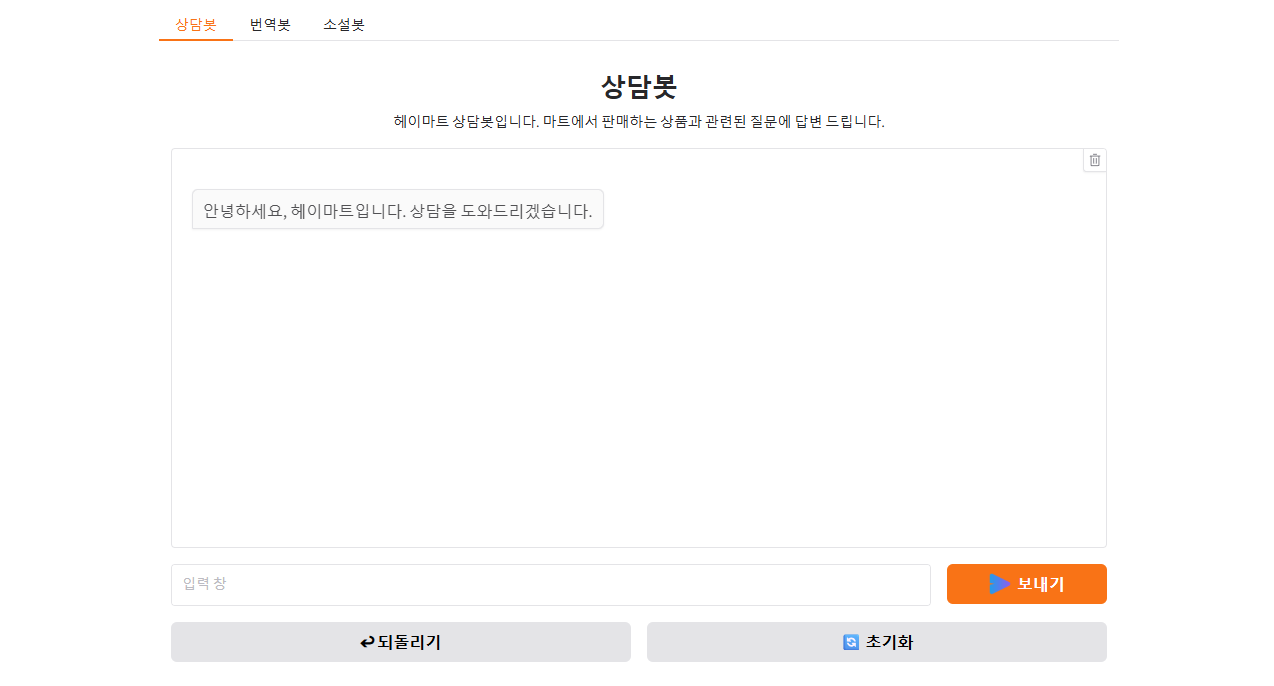 상담봇 번역봇 소설봇
상담봇
헤이마트 상담봇입니다. 마트에서 판매하는 상품과 관련된 질문에 답변 드립니다.
안녕하세요, 헤이마트입니다. 상담을 도와드리겠습니다.
입력 창 보내기
↩ 되돌리기 🔄 초기화